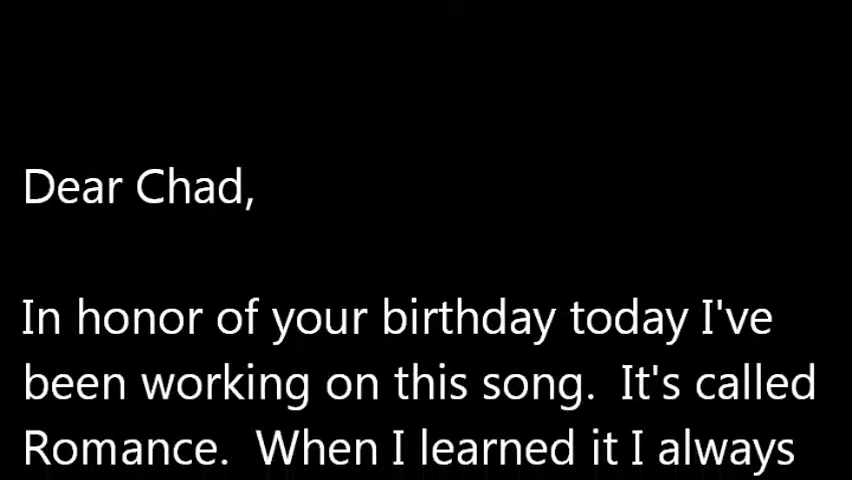 Dear Chad,
In honor of your birthday today I've
been working on this song.  It's called
Romance.  When I learned it I always